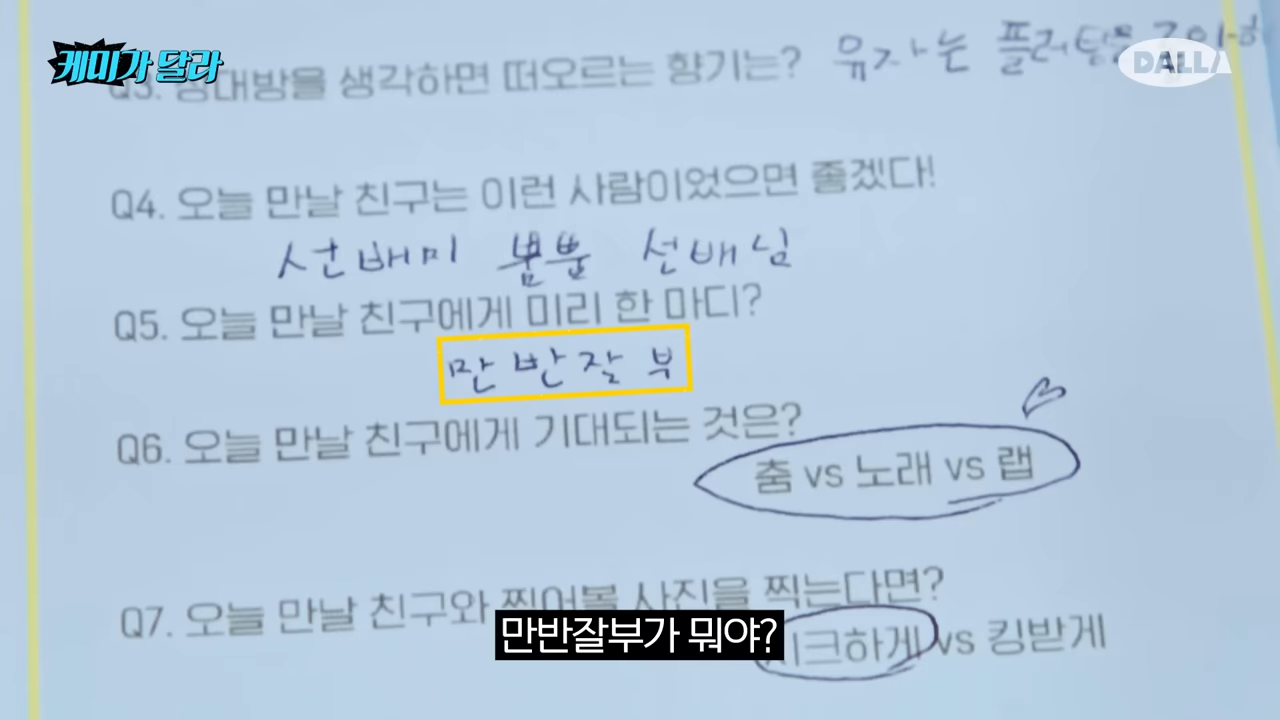 케미가 달라
DALLA
Q3. 상대방을 생각하면 떠오르는 향기는? 유자는 플러팅
Q4. 오늘 만날 친구는 이런 사람이었으면 좋겠다!
선배미 뿜뿜 선배님
Q5. 오늘 만날 친구에게 미리 한 마디?
만반잘부
Q6. 오늘 만날 친구에게 기대되는 것은?
춤 vs 노래 vs 랩
Q7. 오늘 만날 친구와 찍어볼 사진을 찍는다면?
시크하게 vs 킹받게
만반잘부가 뭐야?